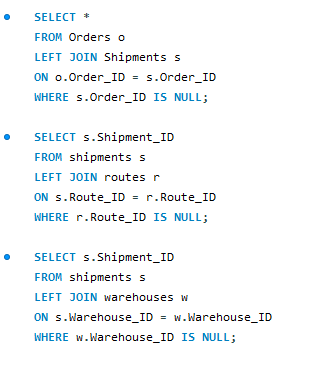 SELECT *
FROM Orders o
LEFT JOIN Shipments s
ON o.Order_ID = s.Order_ID
WHERE s.Order_ID IS NULL;
SELECT s.Shipment_ID
FROM shipments s
LEFT JOIN routes r
ON s.Route_ID = r.Route_ID
WHERE r.Route_ID IS NULL;
SELECT s.Shipment_ID
FROM shipments s
LEFT JOIN warehouses w
ON s.Warehouse_ID = w.Warehouse_ID
WHERE w.Warehouse_ID IS NULL;